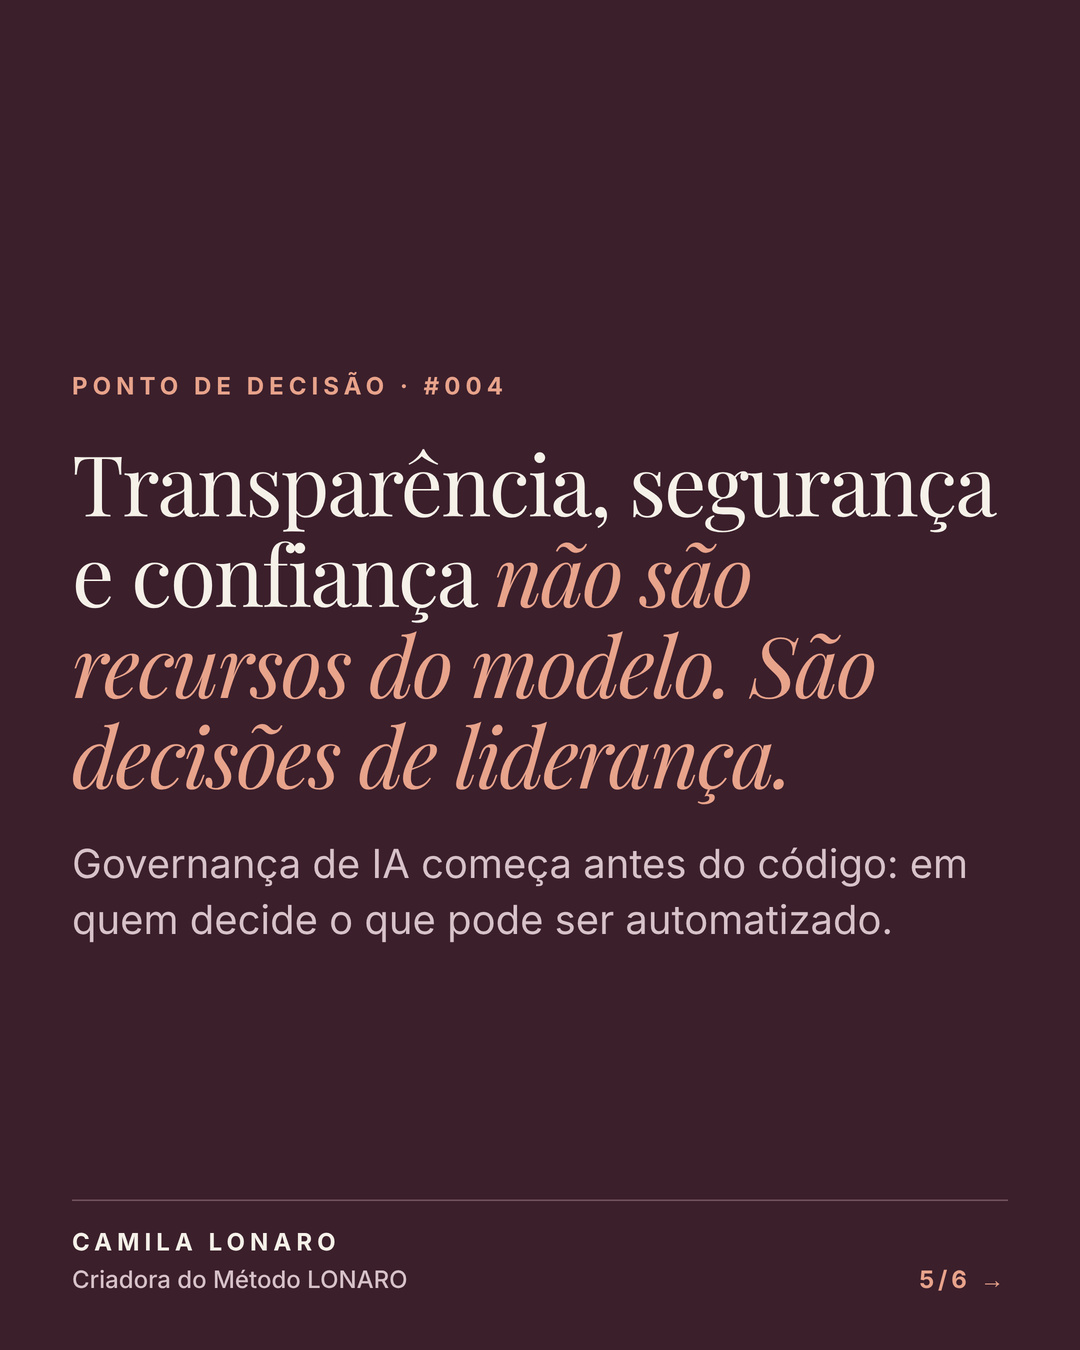 PONTO DE DECISÃO · #004
Transparência, segurança
e confiança não são
recursos do modelo. São
decisões de liderança.
Governança de IA começa antes do código: em
quem decide o que pode ser automatizado.
CAMILA LONARO
Criadora do Método LONARO
5/6 →